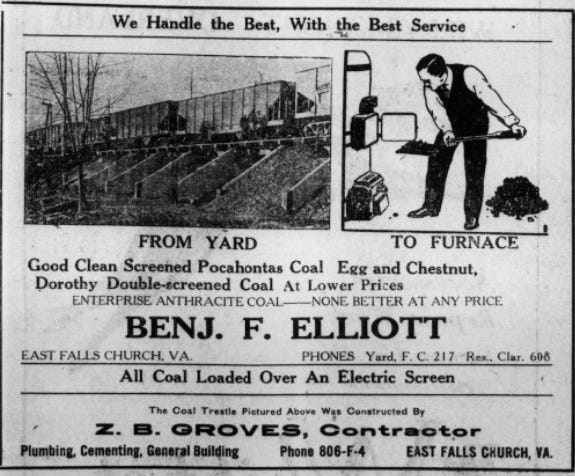 We Handle the Best, With the Best Service
FROM YARD
TO FURNACE
Good Clean Screened Pocahontas Coal Egg and Chestnut,
Dorothy Double-screened Coal At Lower Prices
ENTERPRISE ANTHRACITE COAL——NONE BETTER AT ANY PRICE
BENJ. F. ELLIOTT
EAST FALLS CHURCH, VA. PHONES Yard, F. C. 217 Res., Clar. 606
All Coal Loaded Over An Electric Screen
The Coal Trestle Pictured Above Was Constructed By
Z. B. GROVES, Contractor
Plumbing, Cementing, General Building Phone 806-F-4 EAST FALLS CHURCH, VA.